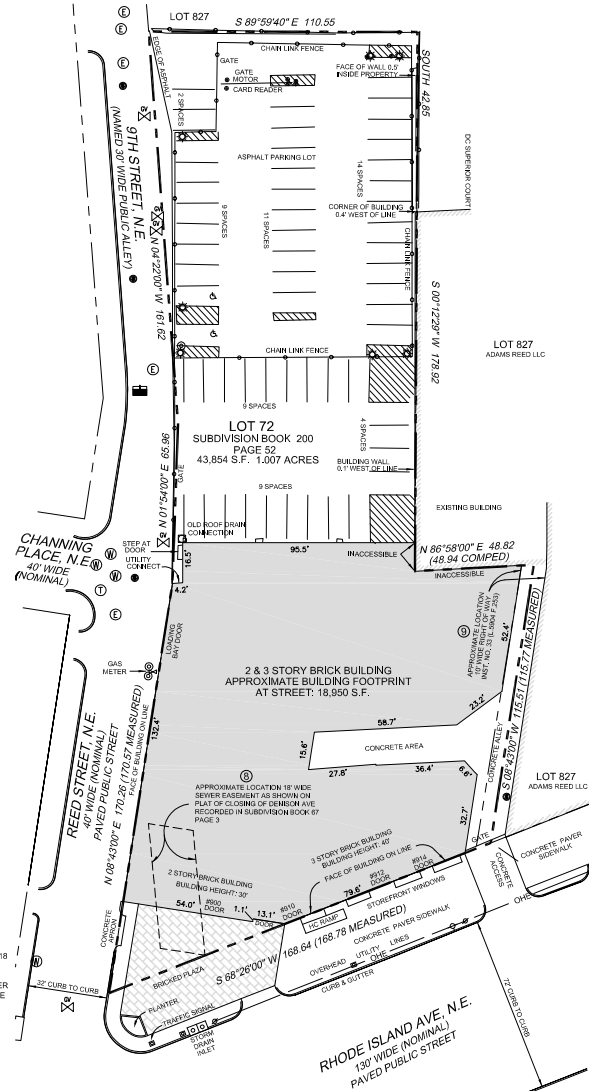 LOT 827
S 89°59'40" E 110.55
EDGE OF ASPHALT
CHAIN LINK FENCE
GATE
GATE
MOTOR
CARD READER
FACE OF WALL 0.5'
INSIDE PROPERTY
SOUTH 42.85
2 SPACES
GV
9TH STREET, N.E.
(NAMED 30' WIDE PUBLIC ALLEY)
ASPHALT PARKING LOT
14 SPACES
DC SUPERIOR COURT
9 SPACES
11 SPACES
CORNER OF BUILDING
0.4' WEST OF LINE
CHAIN LINK FENCE
N 04°22'00" W 161.62
S 00°12'29" W 178.92
LOT 827
ADAMS REED LLC
CHAIN LINK FENCE
E
9 SPACES
LOT 72
SUBDIVISION BOOK 200
PAGE 52
43,854 S.F. 1.007 ACRES
4 SPACES
BUILDING WALL
0.1' WEST OF LINE
N 01°54'00" E 65.96
GATE
9 SPACES
EXISTING BUILDING
OLD ROOF DRAIN
CONNECTION
CHANNING
PLACE, N.E.
40' WIDE
(NOMINAL)
GV
STEP AT
DOOR
UTILITY
CONNECT
16.5'
4.2'
95.5'
INACCESSIBLE
N 86°58'00" E 48.82
(48.94 COMPED)
INACCESSIBLE
W
W
W
T
E
LOADING
BAY DOOR
APPROXIMATE LOCATION
10' WIDE RIGHT OF WAY
INST. NO. 33 (L.5904 F.253)
9
52.4'
S 08°43'00" W 115.51 (115.77 MEASURED)
GAS
METER
2 & 3 STORY BRICK BUILDING
APPROXIMATE BUILDING FOOTPRINT
AT STREET: 18,950 S.F.
23.2'
58.7'
15.6'
CONCRETE AREA
27.8'
36.4'
6.6'
CONCRETE ALLEY
132.4'
REED STREET, N.E.
40' WIDE (NOMINAL)
PAVED PUBLIC STREET
N 08°43'00" E 170.26 (170.57 MEASURED)
FACE OF BUILDING ON LINE
8
APPROXIMATE LOCATION 18' WIDE
SEWER EASEMENT AS SHOWN ON
PLAT OF CLOSING OF DENISON AVE
RECORDED IN SUBDIVISION BOOK 67
PAGE 3
LOT 827
ADAMS REED LLC
32.7'
GATE
3 STORY BRICK BUILDING
BUILDING HEIGHT: 40'
FACE OF BUILDING ON LINE
CONCRETE
ACCESS
CONCRETE PAVER
SIDEWALK
2 STORY BRICK BUILDING
BUILDING HEIGHT: 30'
#914
DOOR
#912
DOOR
79.6'
STOREFRONT WINDOWS
54.0'
#900
DOOR
1.1'
13.1'
DOOR
#910
DOOR
HC RAMP
CONCRETE
APRON
S 68°26'00" W 168.64 (168.78 MEASURED)
CONCRETE PAVER SIDEWALK
OHE
BRICKED PLAZA
OVERHEAD UTILITY LINES
OHE
CURB & GUTTER
18
W
32' CURB TO CURB
GV
PLANTER
TRAFFIC SIGNAL
STORM
DRAIN
INLET
72' CURB TO CURB
RHODE ISLAND AVE, N.E.
130' WIDE (NOMINAL)
PAVED PUBLIC STREET